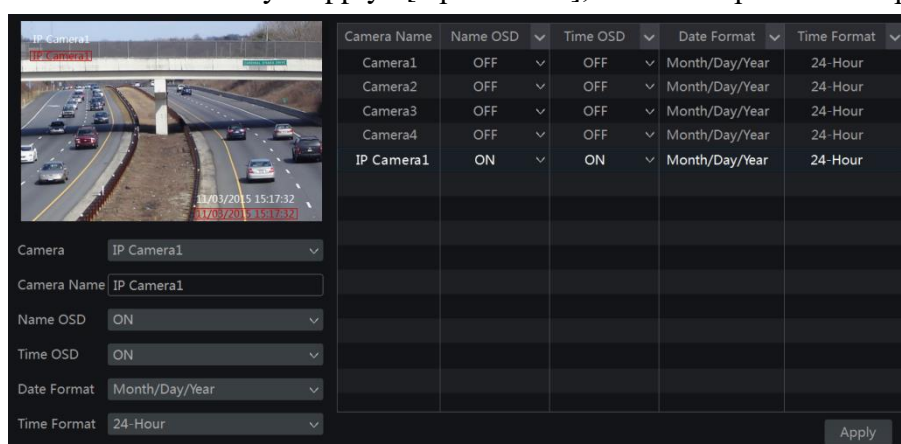 IP Camera1
IP Camera1
11/03/2015 15:17:32
11/03/2015 15:17:32
Camera IP Camera1
Camera Name IP Camera1
Name OSD ON
Time OSD ON
Date Format Month/Day/Year
Time Format 24-Hour
Camera Name Name OSD Time OSD Date Format Time Format
Camera1 OFF OFF Month/Day/Year 24-Hour
Camera2 OFF OFF Month/Day/Year 24-Hour
Camera3 OFF OFF Month/Day/Year 24-Hour
Camera4 OFF OFF Month/Day/Year 24-Hour
IP Camera1 ON ON Month/Day/Year 24-Hour
Apply